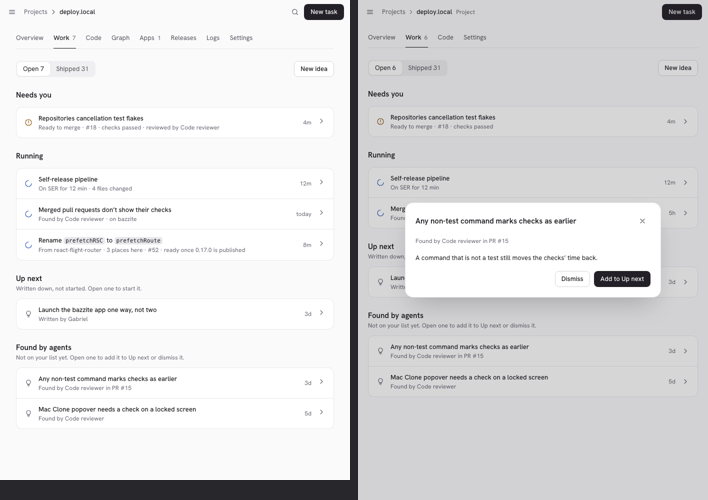 Projects > deploy.local
New task
Overview Work 7 Code Graph Apps 1 Releases Logs Settings
Open 7 Shipped 31
New idea
Needs you
Repositories cancellation test flakes
Ready to merge · #18 · checks passed · reviewed by Code reviewer
4m
Running
Self-release pipeline
On SER for 12 min · 4 files changed
12m
Merged pull requests don't show their checks
Found by Code reviewer · on bazzite
today
Rename prefetchRSC to prefetchRoute
From react-flight-router · 3 places here · #52 · ready once 0.17.0 is published
8m
Up next
Written down, not started. Open one to start it.
Launch the bazzite app one way, not two
Written by Gabriel
3d
Found by agents
Not on your list yet. Open one to add it to Up next or dismiss it.
Any non-test command marks checks as earlier
Found by Code reviewer in PR #15
3d
Mac Clone popover needs a check on a locked screen
Found by Code reviewer
5d
Projects > deploy.local Project
New task
Overview Work 6 Code Settings
Open 6 Shipped 31
New idea
Needs you
Repositories cancellation test flakes
Ready to merge · #18 · checks passed
4m
Running
Self-release pipeline
On SER for 12 min
12m
Merg
Foun
5h
Up next
Written down,
Laun
Writt
3d
Any non-test command marks checks as earlier
Found by Code reviewer in PR #15
A command that is not a test still moves the checks' time back.
Dismiss
Add to Up next
Found by agents
Not on your list yet. Open one to add it to Up next or dismiss it.
Any non-test command marks checks as earlier
Found by Code reviewer in PR #15
3d
Mac Clone popover needs a check on a locked screen
Found by Code reviewer
5d